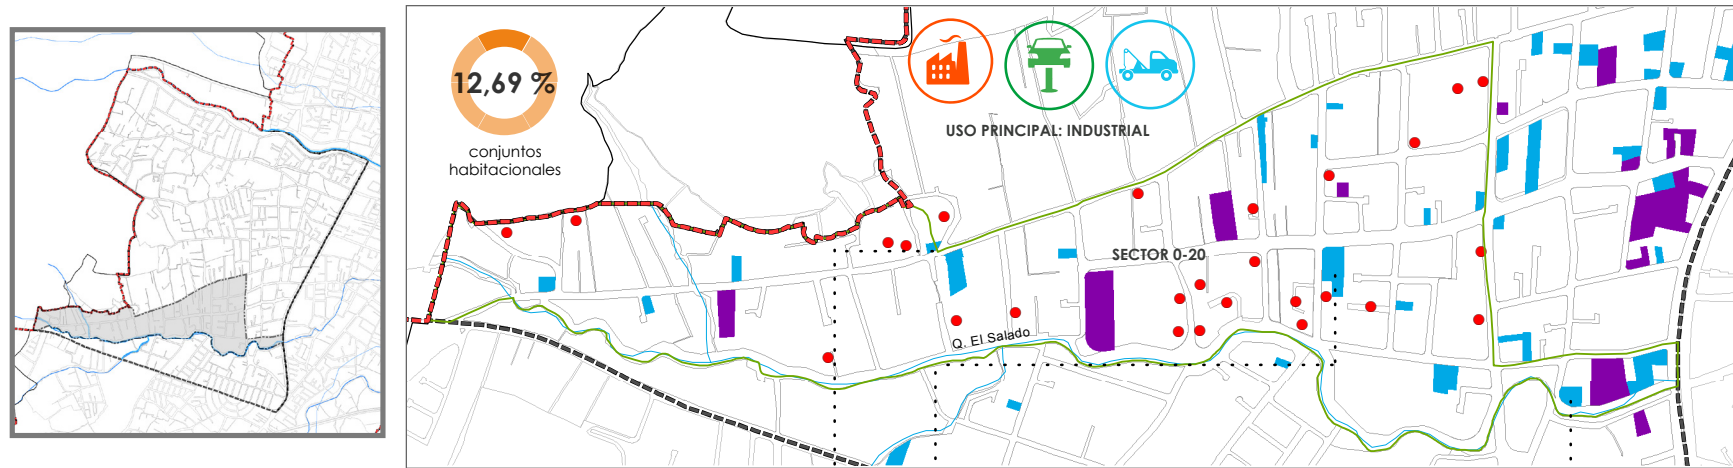 12,69 %
conjuntos
habitacionales
USO PRINCIPAL: INDUSTRIAL
SECTOR 0-20
Q. El Salado